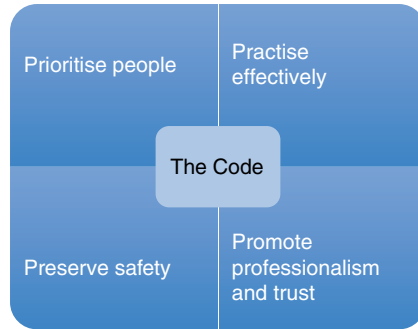 Prioritise people
Practise
effectively
The Code
Preserve safety
Promote
professionalism
and trust